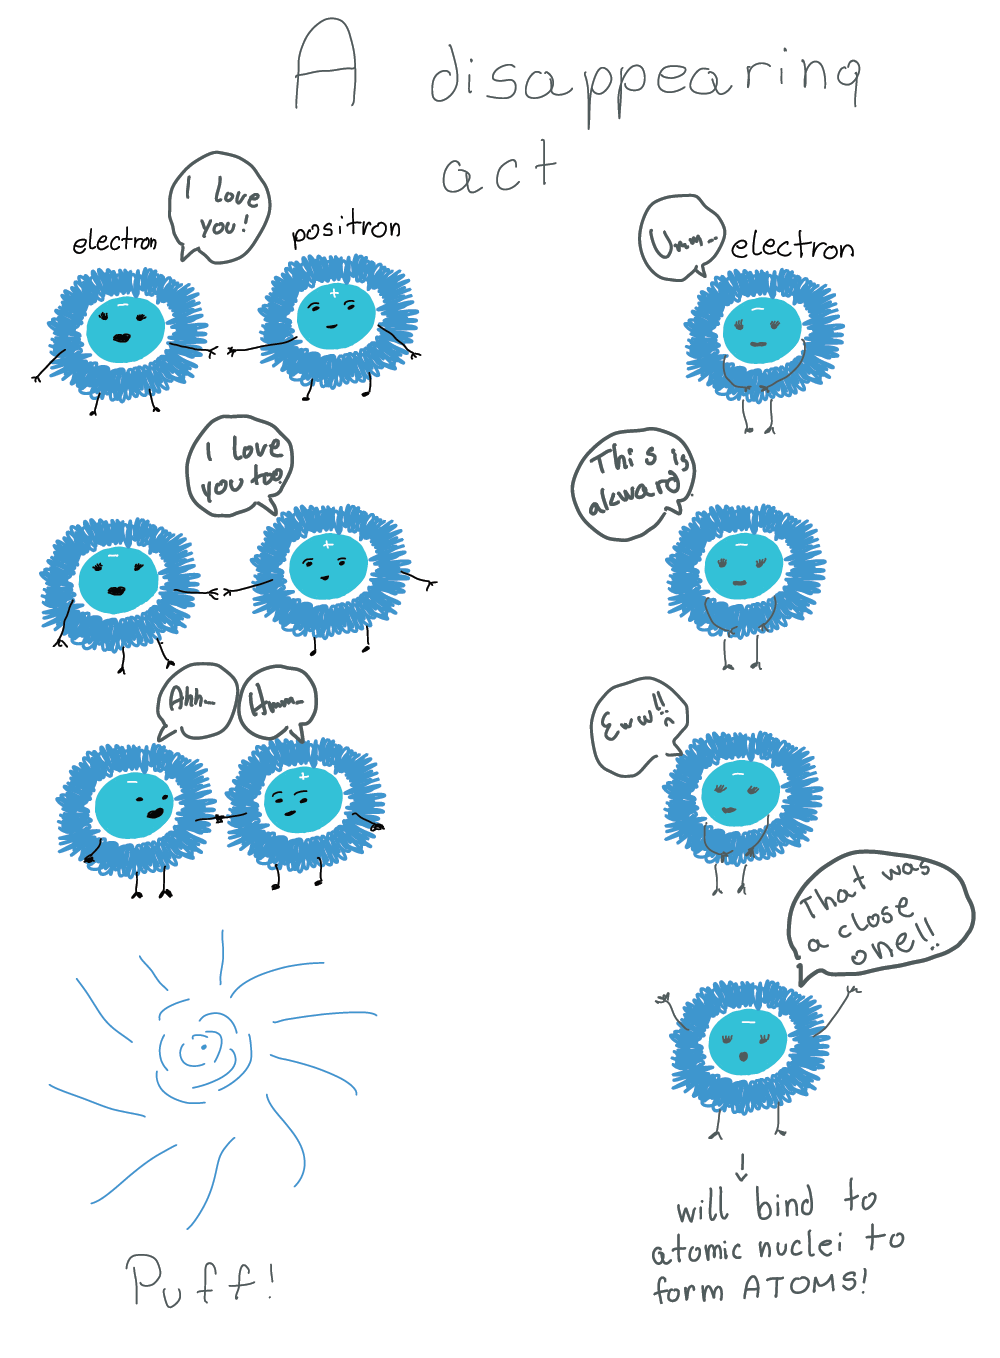 A disappearing
act
I love
you!
electron
positron
Umm...
electron
I love
you too
This is
akward!
Ahh...
Hmm...
Eww!!
That was
a close
one!!
Puff!
will bind to
atomic nuclei to
form ATOMS!